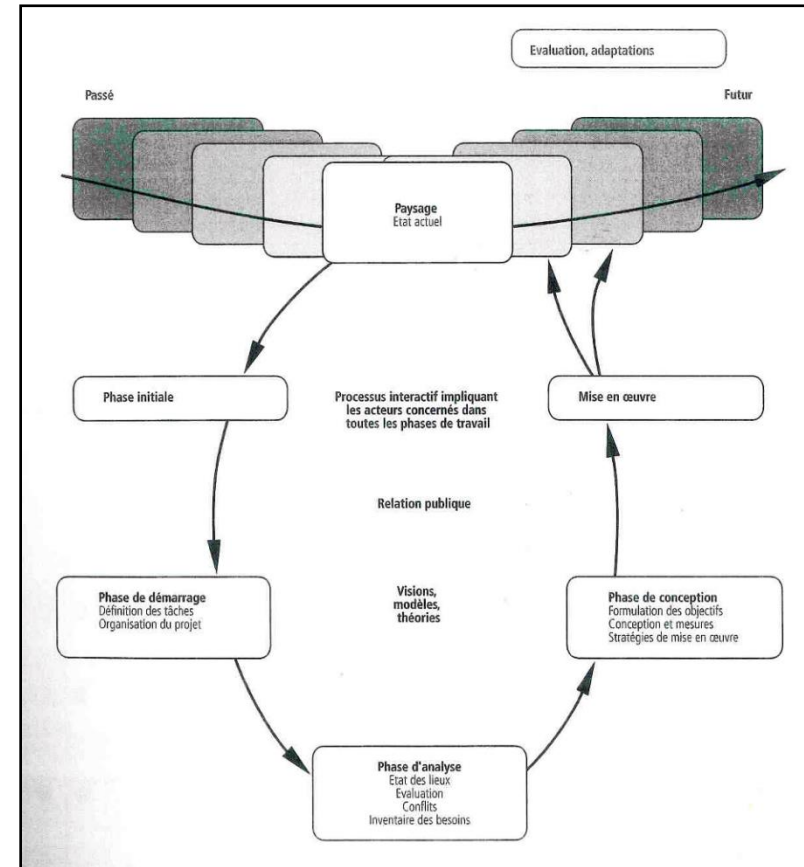 Evaluation, adaptations
Passé
Futur
Paysage
Etat actuel
Phase initiale
Processus interactif impliquant
les acteurs concernés dans
toutes les phases de travail
Mise en œuvre
Relation publique
Phase de démarrage
Définition des tâches
Organisation du projet
Visions,
modèles,
théories
Phase de conception
Formulation des objectifs
Conception et mesures
Stratégies de mise en œuvre
Phase d'analyse
Etat des lieux
Evaluation
Conflits
Inventaire des besoins